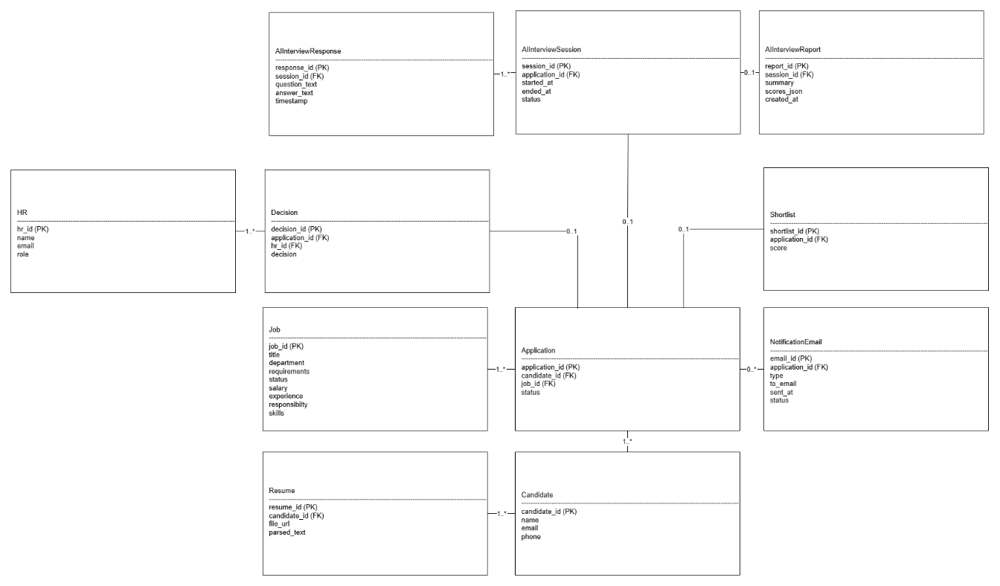 AIInterviewResponse
response_id (PK)
session_id (FK)
question_text
answer_text
timestamp
1..*
AIInterviewSession
session_id (PK)
application_id (FK)
started_at
ended_at
status
0..1
AIInterviewReport
report_id (PK)
session_id (FK)
summary
scores_json
created_at
HR
hr_id (PK)
name
email
role
1..*
Decision
decision_id (PK)
application_id (FK)
hr_id (FK)
decision
0..1
0..1
0..1
Shortlist
shortlist_id (PK)
application_id (FK)
score
Job
job_id (PK)
title
department
requirements
status
salary
experience
responsibilty
skills
1..*
Application
application_id (PK)
candidate_id (FK)
job_id (FK)
status
0..*
NotificationEmail
email_id (PK)
application_id (FK)
type
to_email
sent_at
status
1..*
Resume
resume_id (PK)
candidate_id (FK)
file_url
parsed_text
1..*
Candidate
candidate_id (PK)
name
email
phone